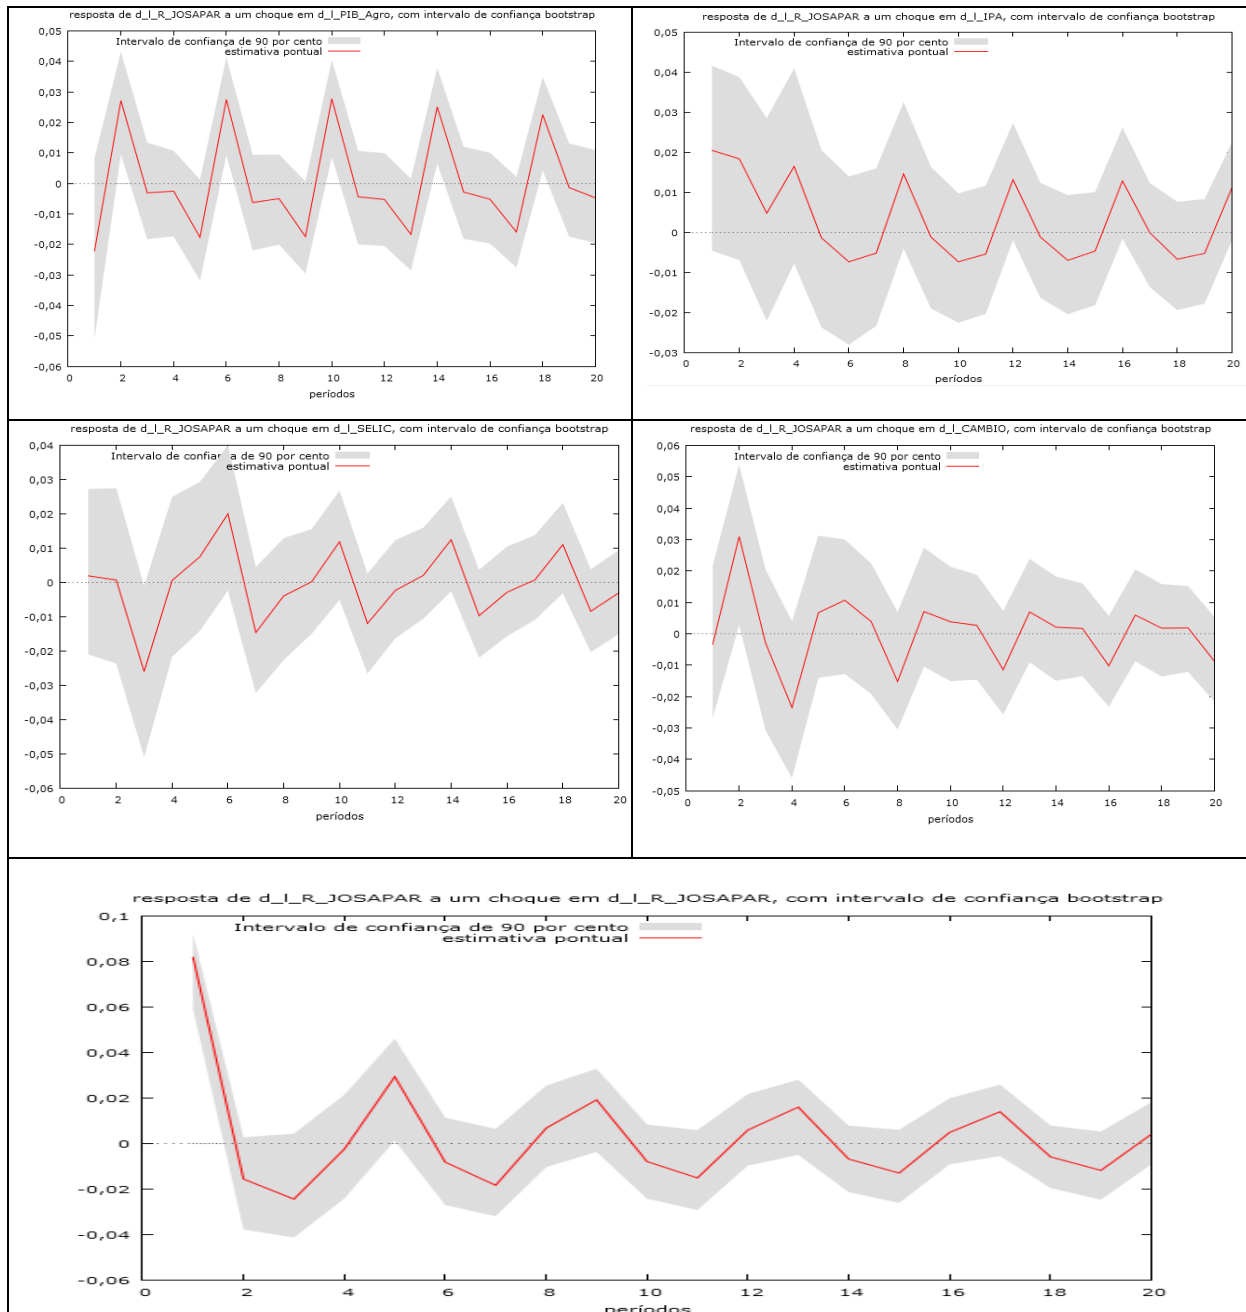 resposta de d_l_R_JOSAPAR a um choque em d_l_PIB_Agro, com intervalo de confiança bootstrap
Intervalo de confiança de 90 por cento
estimativa pontual
0,05
0,04
0,03
0,02
0,01
0
-0,01
-0,02
-0,03
-0,04
-0,05
-0,06
0 2 4 6 8 10 12 14 16 18 20
períodos
resposta de d_l_R_JOSAPAR a um choque em d_l_IPA, com intervalo de confiança bootstrap
Intervalo de confiança de 90 por cento
estimativa pontual
0,05
0,04
0,03
0,02
0,01
0
-0,01
-0,02
-0,03
0 2 4 6 8 10 12 14 16 18 20
períodos
resposta de d_l_R_JOSAPAR a um choque em d_l_SELIC, com intervalo de confiança bootstrap
Intervalo de confiança de 90 por cento
estimativa pontual
0,04
0,03
0,02
0,01
0
-0,01
-0,02
-0,03
-0,04
-0,05
-0,06
0 2 4 6 8 10 12 14 16 18 20
períodos
resposta de d_l_R_JOSAPAR a um choque em d_l_CAMBIO, com intervalo de confiança bootstrap
Intervalo de confiança de 90 por cento
estimativa pontual
0,06
0,05
0,04
0,03
0,02
0,01
0
-0,01
-0,02
-0,03
-0,04
-0,05
0 2 4 6 8 10 12 14 16 18 20
períodos
resposta de d_l_R_JOSAPAR a um choque em d_l_R_JOSAPAR, com intervalo de confiança bootstrap
Intervalo de confiança de 90 por cento
estimativa pontual
0,1
0,08
0,06
0,04
0,02
0
-0,02
-0,04
-0,06
0 2 4 6 8 10 12 14 16 18 20
períodos